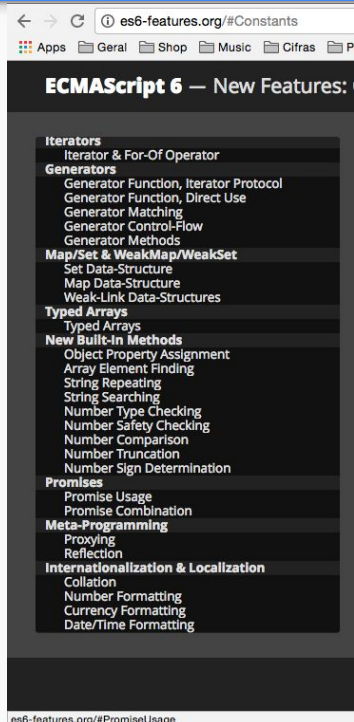 es6-features.org/#Constants
Apps Geral Shop Music Cifras P
ECMAScript 6 — New Features:
Iterators
Iterator & For-Of Operator
Generators
Generator Function, Iterator Protocol
Generator Function, Direct Use
Generator Matching
Generator Control-Flow
Generator Methods
Map/Set & WeakMap/WeakSet
Set Data-Structure
Map Data-Structure
Weak-Link Data-Structures
Typed Arrays
Typed Arrays
New Built-In Methods
Object Property Assignment
Array Element Finding
String Repeating
String Searching
Number Type Checking
Number Safety Checking
Number Comparison
Number Truncation
Number Sign Determination
Promises
Promise Usage
Promise Combination
Meta-Programming
Proxying
Reflection
Internationalization & Localization
Collation
Number Formatting
Currency Formatting
Date/Time Formatting
es6-features.org/#PromiseUsage